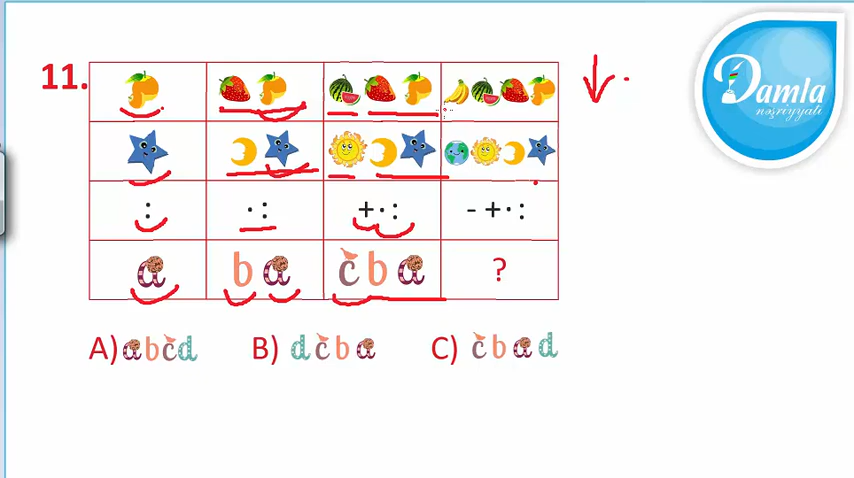 Damla
nəşriyyatı
11.
: · : +· : - +· :
a b a c b a ?
A) a b c d B) d c b a C) c b a d